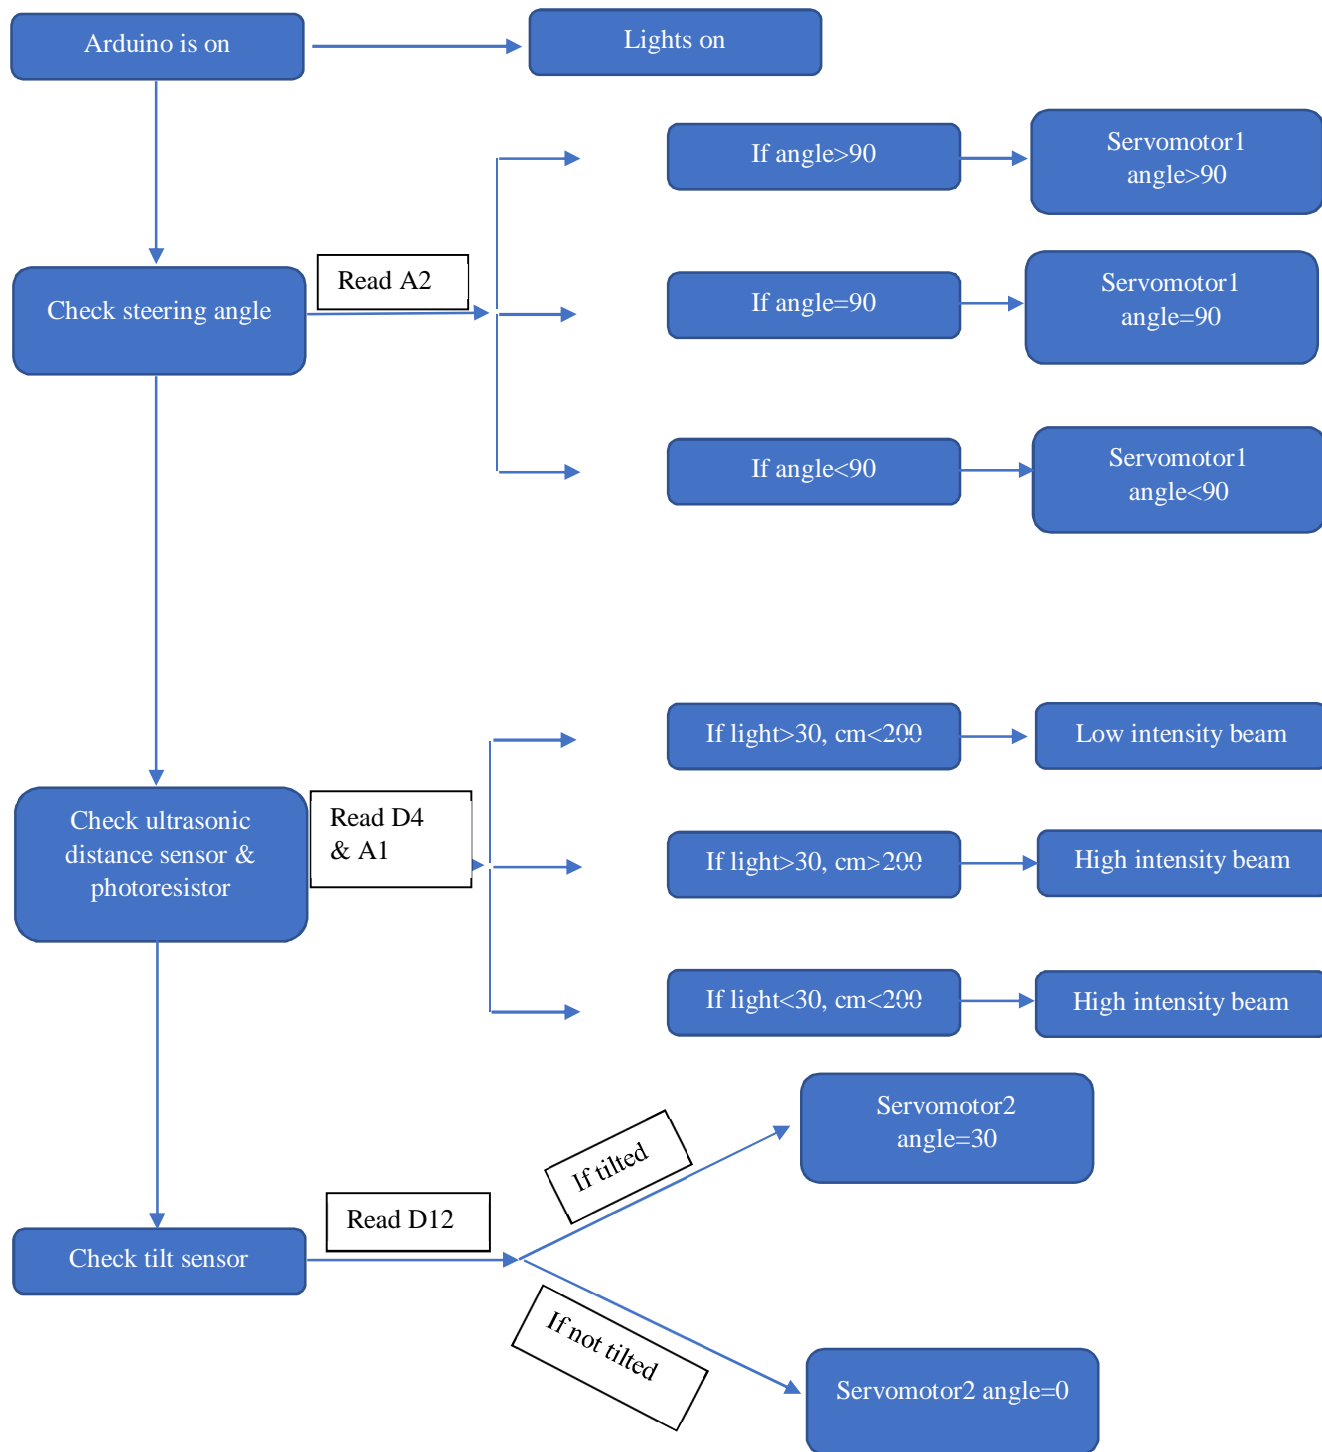 Arduino is on
Lights on
If angle>90
Servomotor1
angle>90
Check steering angle
Read A2
If angle=90
Servomotor1
angle=90
If angle<90
Servomotor1
angle<90
Check ultrasonic
distance sensor &
photoresistor
Read D4
& A1
If light>30, cm<200
Low intensity beam
If light>30, cm>200
High intensity beam
If light<30, cm<200
High intensity beam
Check tilt sensor
Read D12
If tilted
Servomotor2
angle=30
If not tilted
Servomotor2 angle=0